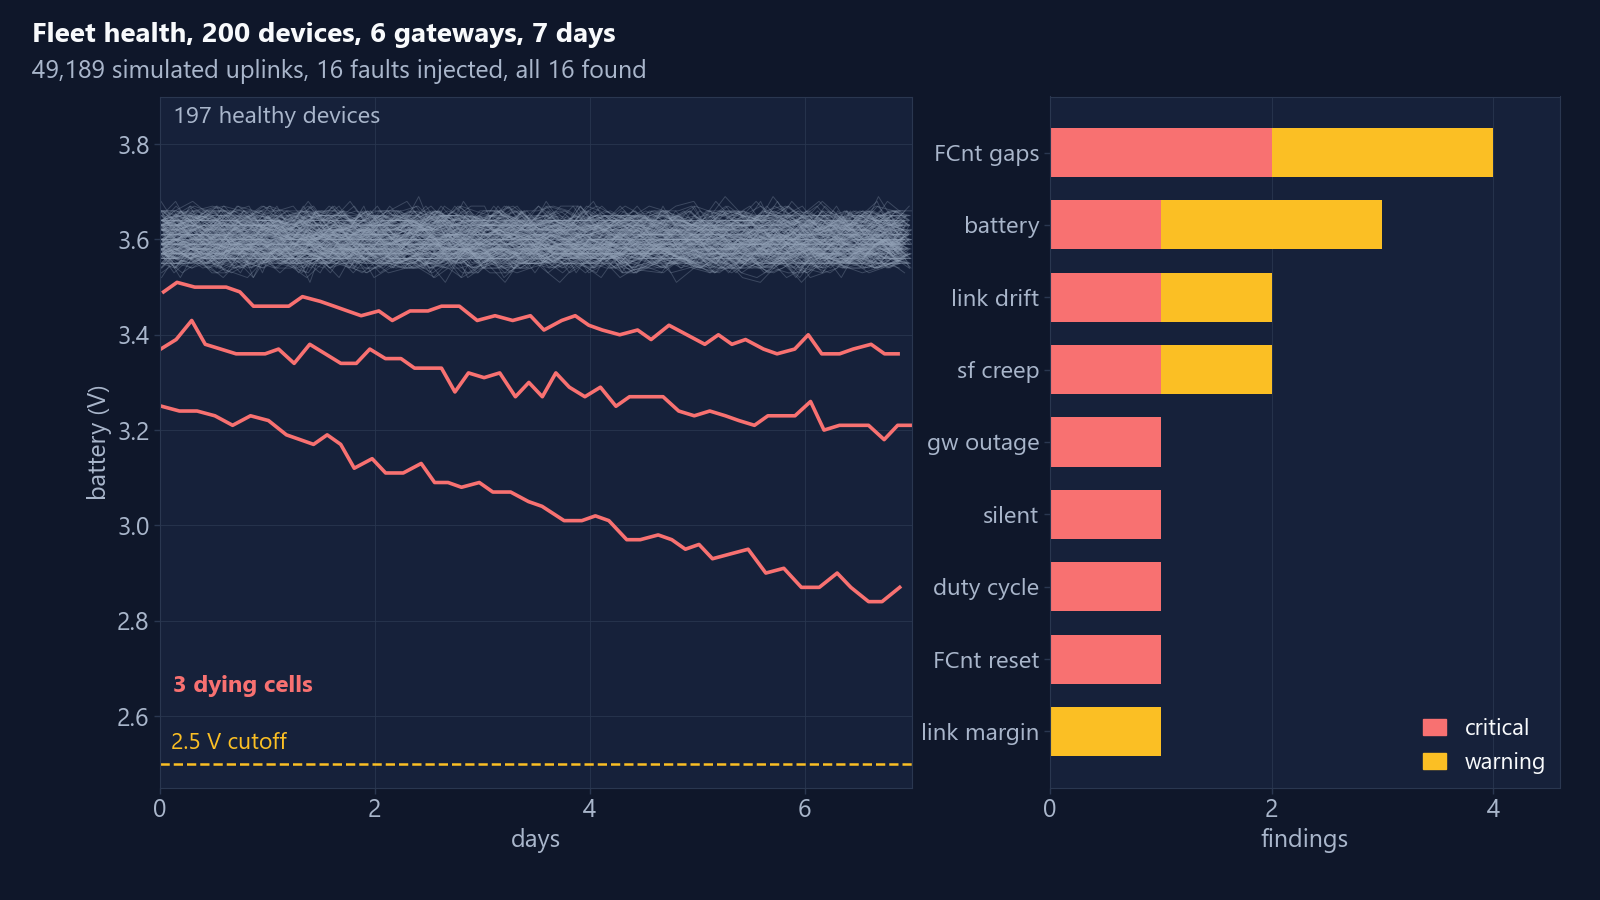 Fleet health, 200 devices, 6 gateways, 7 days
49,189 simulated uplinks, 16 faults injected, all 16 found
197 healthy devices
3.8
3.6
3.4
3.2
3.0
2.8
2.6
battery (V)
3 dying cells
2.5 V cutoff
0
2
4
6
days
FCnt gaps
battery
link drift
sf creep
gw outage
silent
duty cycle
FCnt reset
link margin
critical
warning
0
2
4
findings